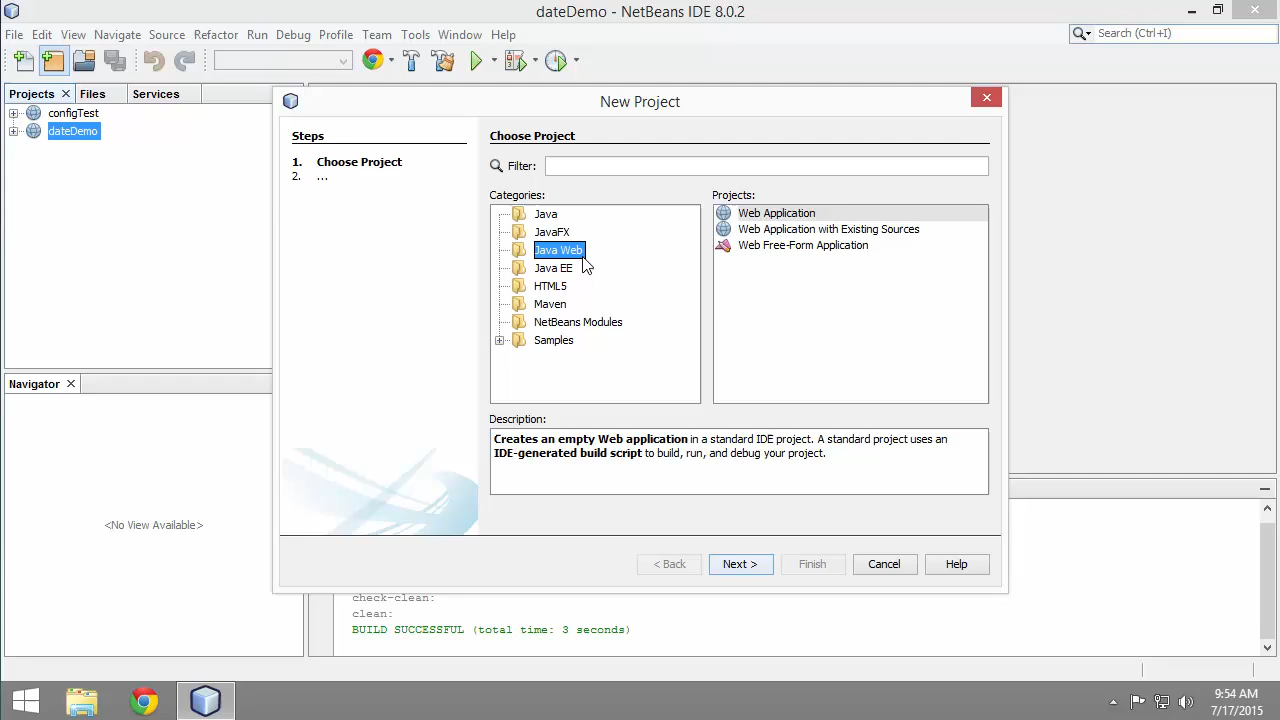 dateDemo - NetBeans IDE 8.0.2
File Edit View Navigate Source Refactor Run Debug Profile Team Tools Window Help
Search (Ctrl+I)
Projects Files Services
configTest
dateDemo
Navigator
<No View Available>
New Project
Steps
1. Choose Project
2. ...
Choose Project
Filter:
Categories:
Java
JavaFX
Java Web
Java EE
HTML5
Maven
NetBeans Modules
Samples
Projects:
Web Application
Web Application with Existing Sources
Web Free-Form Application
Description:
Creates an empty Web application in a standard IDE project. A standard project uses an
IDE-generated build script to build, run, and debug your project.
< Back Next > Finish Cancel Help
check-clean:
clean:
BUILD SUCCESSFUL (total time: 3 seconds)
9:54 AM
7/17/2015